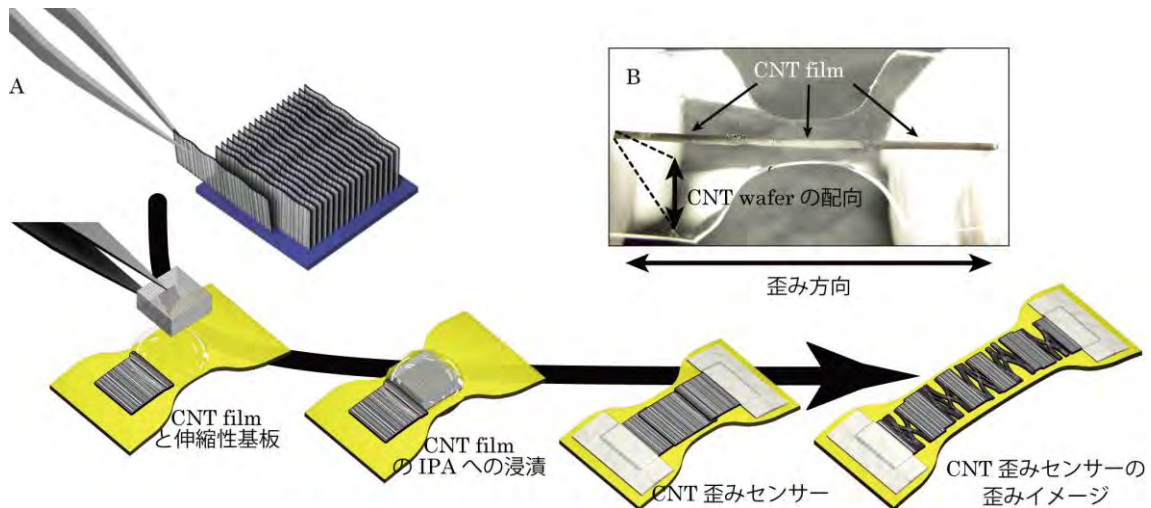 A
B
CNT film
CNT wafer の配向
歪み方向
CNT film
と伸縮性基板
CNT film
の IPA への浸漬
CNT 歪みセンサー
CNT 歪みセンサーの
歪みイメージ